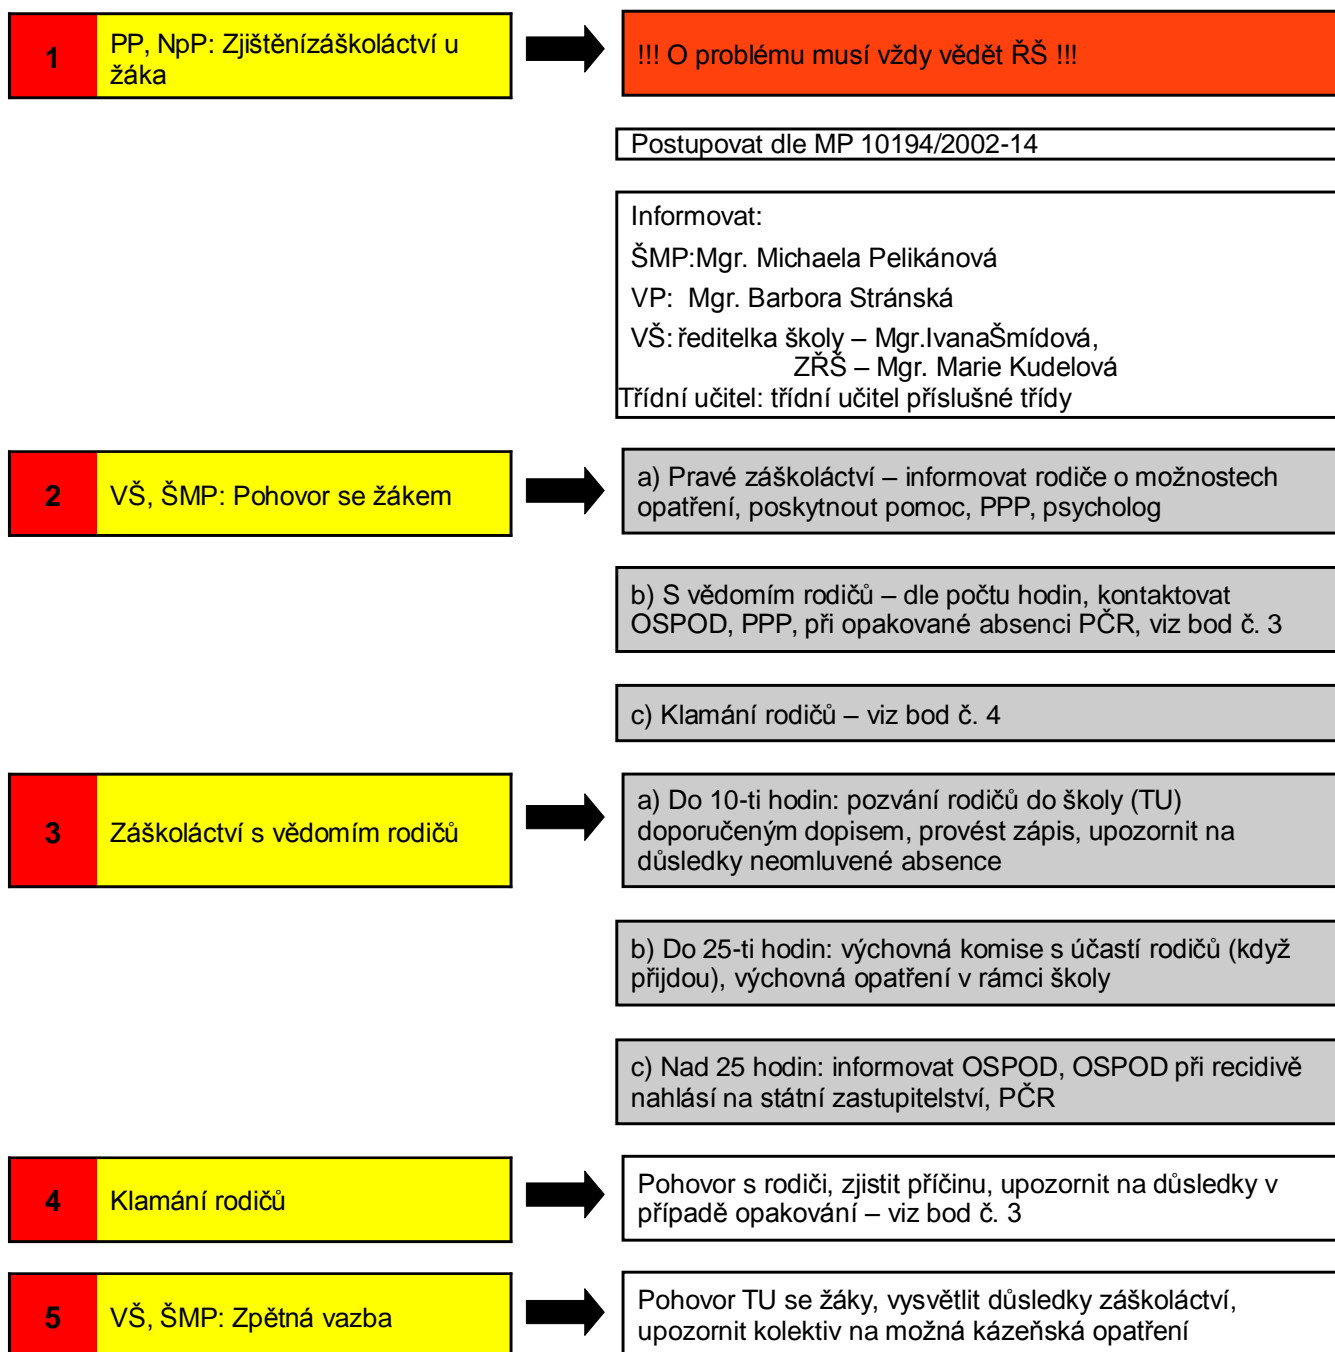 1
PP, NpP: Zjištěnízáškoláctví u
žáka
!!! O problému musí vždy vědět ŘŠ !!!
Postupovat dle MP 10194/2002-14
Informovat:
ŠMP:Mgr. Michaela Pelikánová
VP: Mgr. Barbora Stránská
VŠ: ředitelka školy – Mgr.IvanaŠmídová,
ZŘŠ – Mgr. Marie Kudelová
Třídní učitel: třídní učitel příslušné třídy
2
VŠ, ŠMP: Pohovor se žákem
a) Pravé záškoláctví – informovat rodiče o možnostech
opatření, poskytnout pomoc, PPP, psycholog
b) S vědomím rodičů – dle počtu hodin, kontaktovat
OSPOD, PPP, při opakované absenci PČR, viz bod č. 3
c) Klamání rodičů – viz bod č. 4
3
Záškoláctví s vědomím rodičů
a) Do 10-ti hodin: pozvání rodičů do školy (TU)
doporučeným dopisem, provést zápis, upozornit na
důsledky neomluvené absence
b) Do 25-ti hodin: výchovná komise s účastí rodičů (když
přijdou), výchovná opatření v rámci školy
c) Nad 25 hodin: informovat OSPOD, OSPOD při recidivě
nahlásí na státní zastupitelství, PČR
4
Klamání rodičů
Pohovor s rodiči, zjistit příčinu, upozornit na důsledky v
případě opakování – viz bod č. 3
5
VŠ, ŠMP: Zpětná vazba
Pohovor TU se žáky, vysvětlit důsledky záškoláctví,
upozornit kolektiv na možná kázeňská opatření